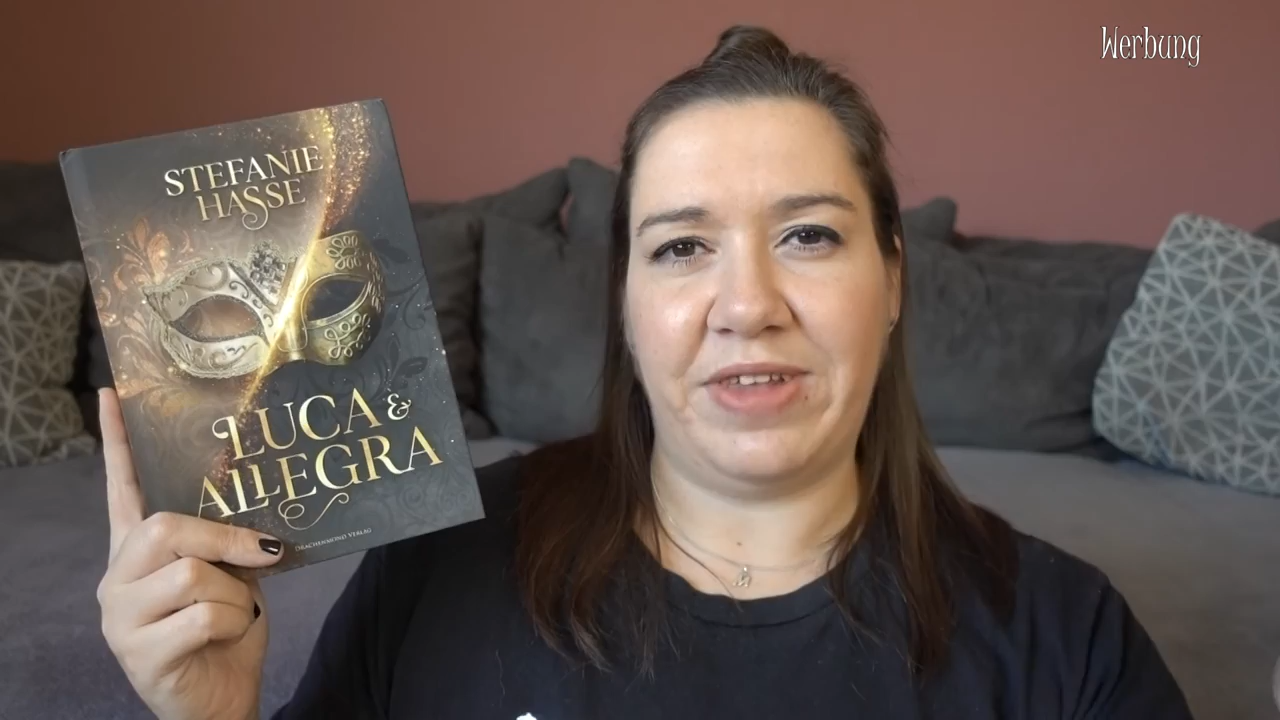 Werbung
STEFANIE
HASSE
LUCA &
ALLEGRA
DRACHENMOND VERLAG